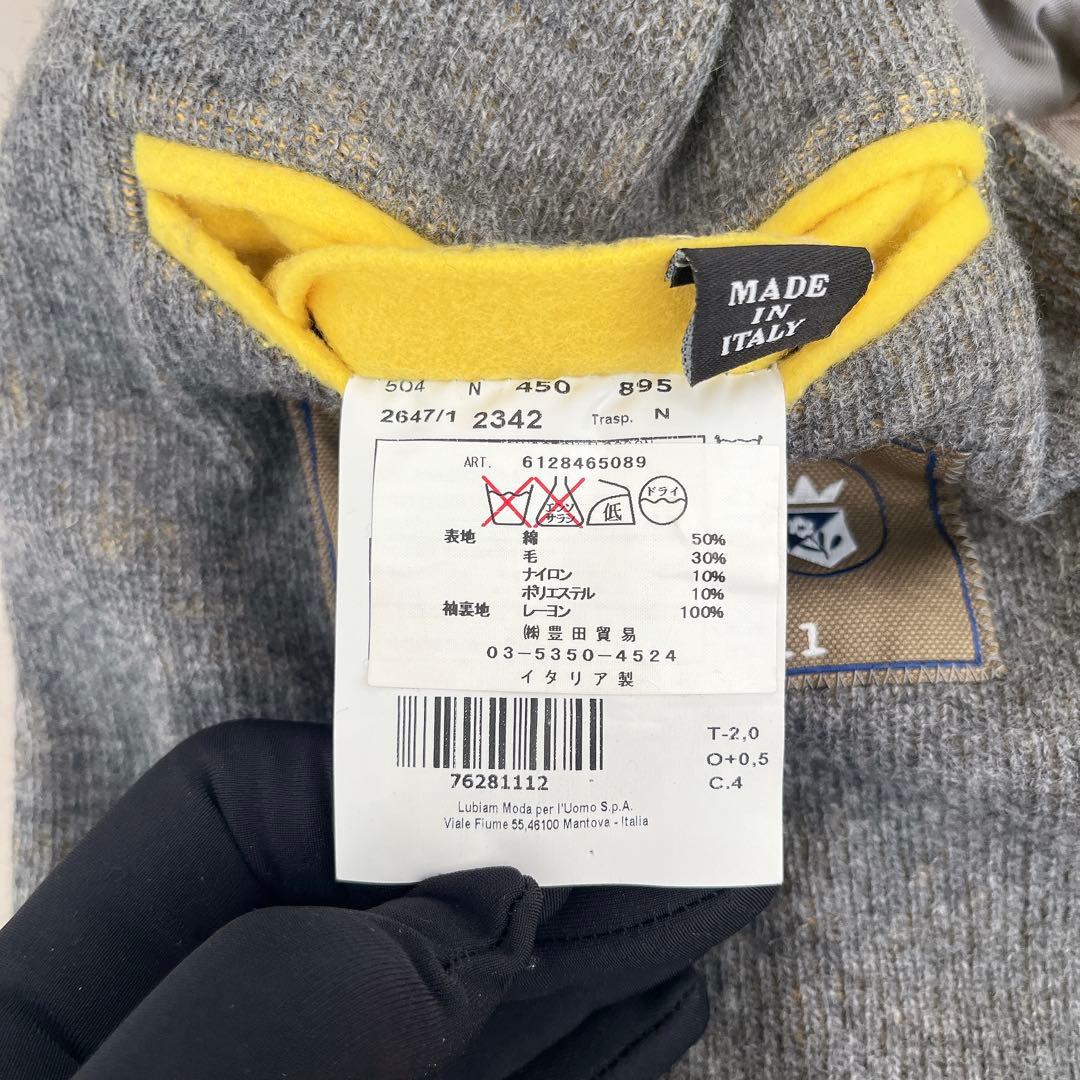 MADE
IN
ITALY
504 N 450 895
2647/1 2342 Trasp. N
ART. 6128465089
エンソ
サラシ
低
ドライ
表地 綿 50%
毛 30%
ナイロン 10%
ポリエステル 10%
袖裏地 レーヨン 100%
㈱豊田貿易
03-5350-4524
イタリア製
76281112
T-2,0
O+0,5
C.4
Lubiam Moda per l'Uomo S.p.A.
Viale Fiume 55,46100 Mantova - Italia